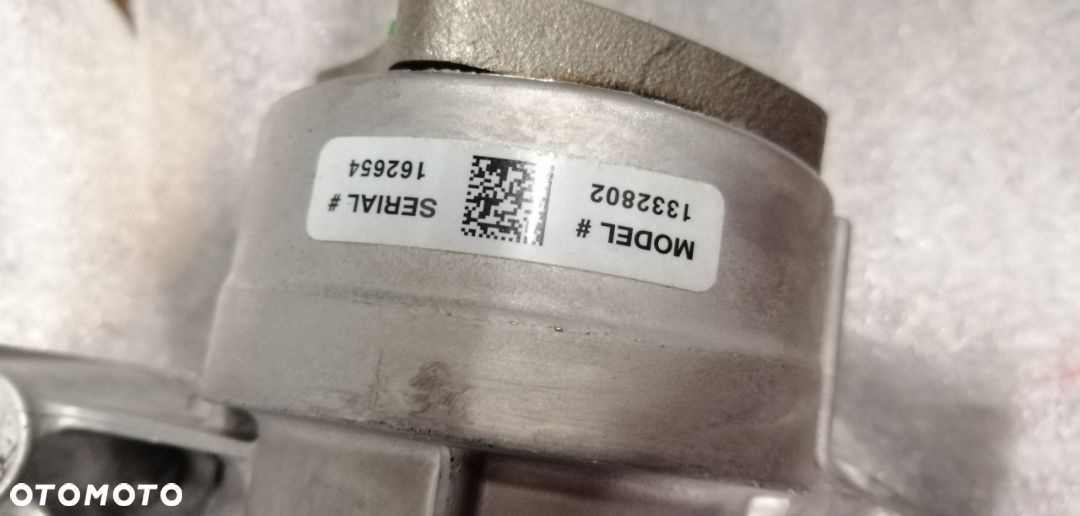 MODEL #
1332802
SERIAL #
162654
OTOMOTO